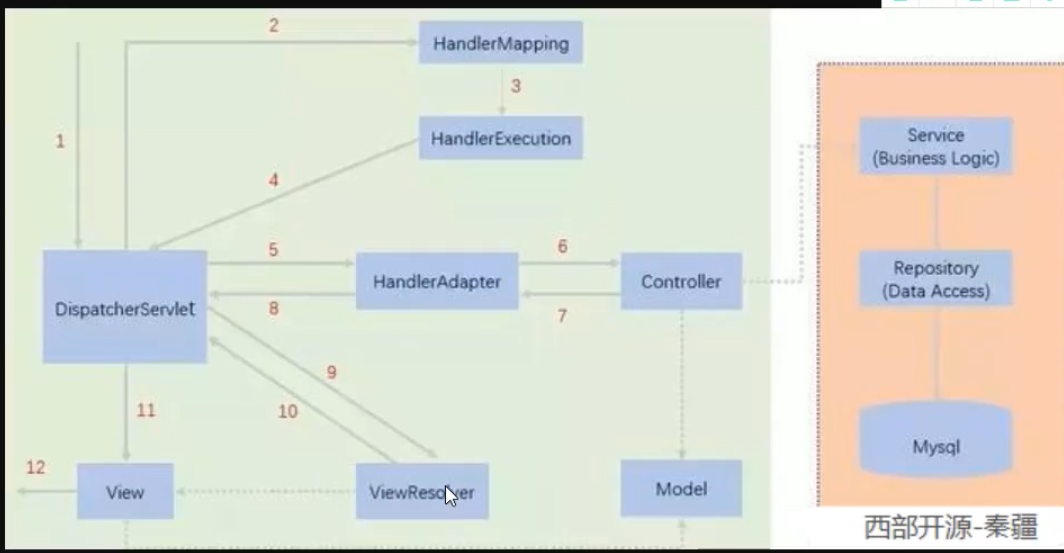 2
HandlerMapping
3
1
HandlerExecution
4
Service
(Business Logic)
5
6
HandlerAdapter
Controller
Repository
(Data Access)
DispatcherServlet
8
7
9
10
11
12
View
ViewResolver
Model
Mysql
西部开源-秦疆